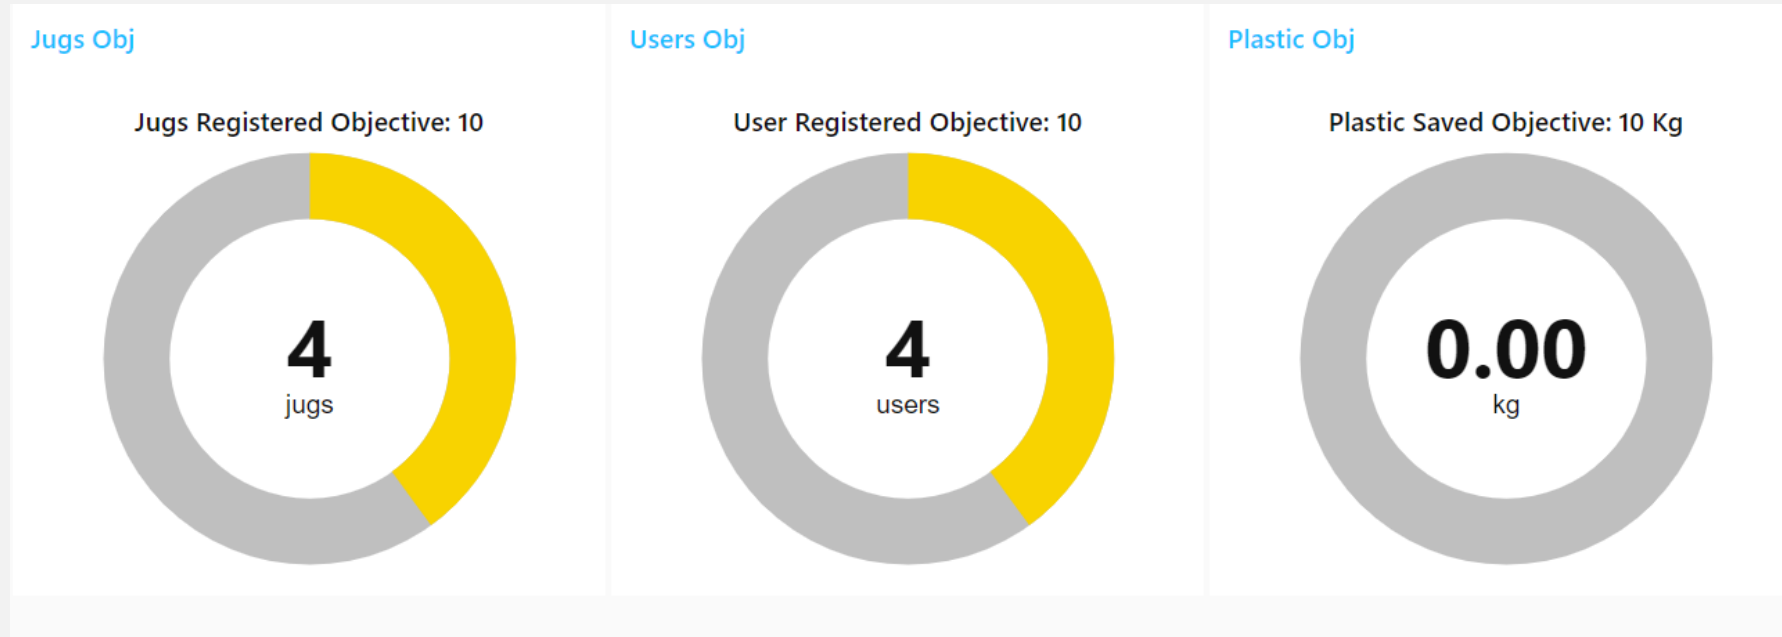 Jugs Obj
Jugs Registered Objective: 10
4
jugs
Users Obj
User Registered Objective: 10
4
users
Plastic Obj
Plastic Saved Objective: 10 Kg
0.00
kg